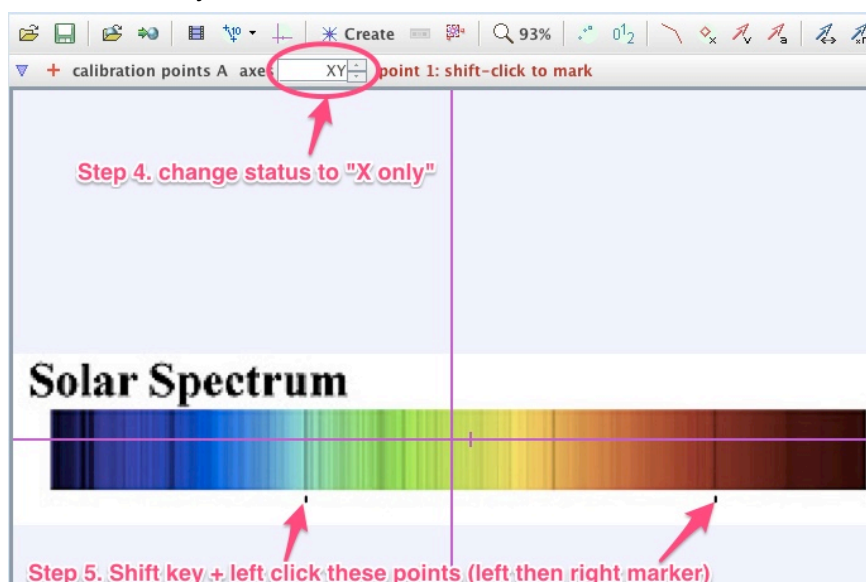 Create 93%
calibration points A axes XY point 1: shift-click to mark
Step 4. change status to "X only"
Solar Spectrum
Step 5. Shift key + left click these points (left then right marker)